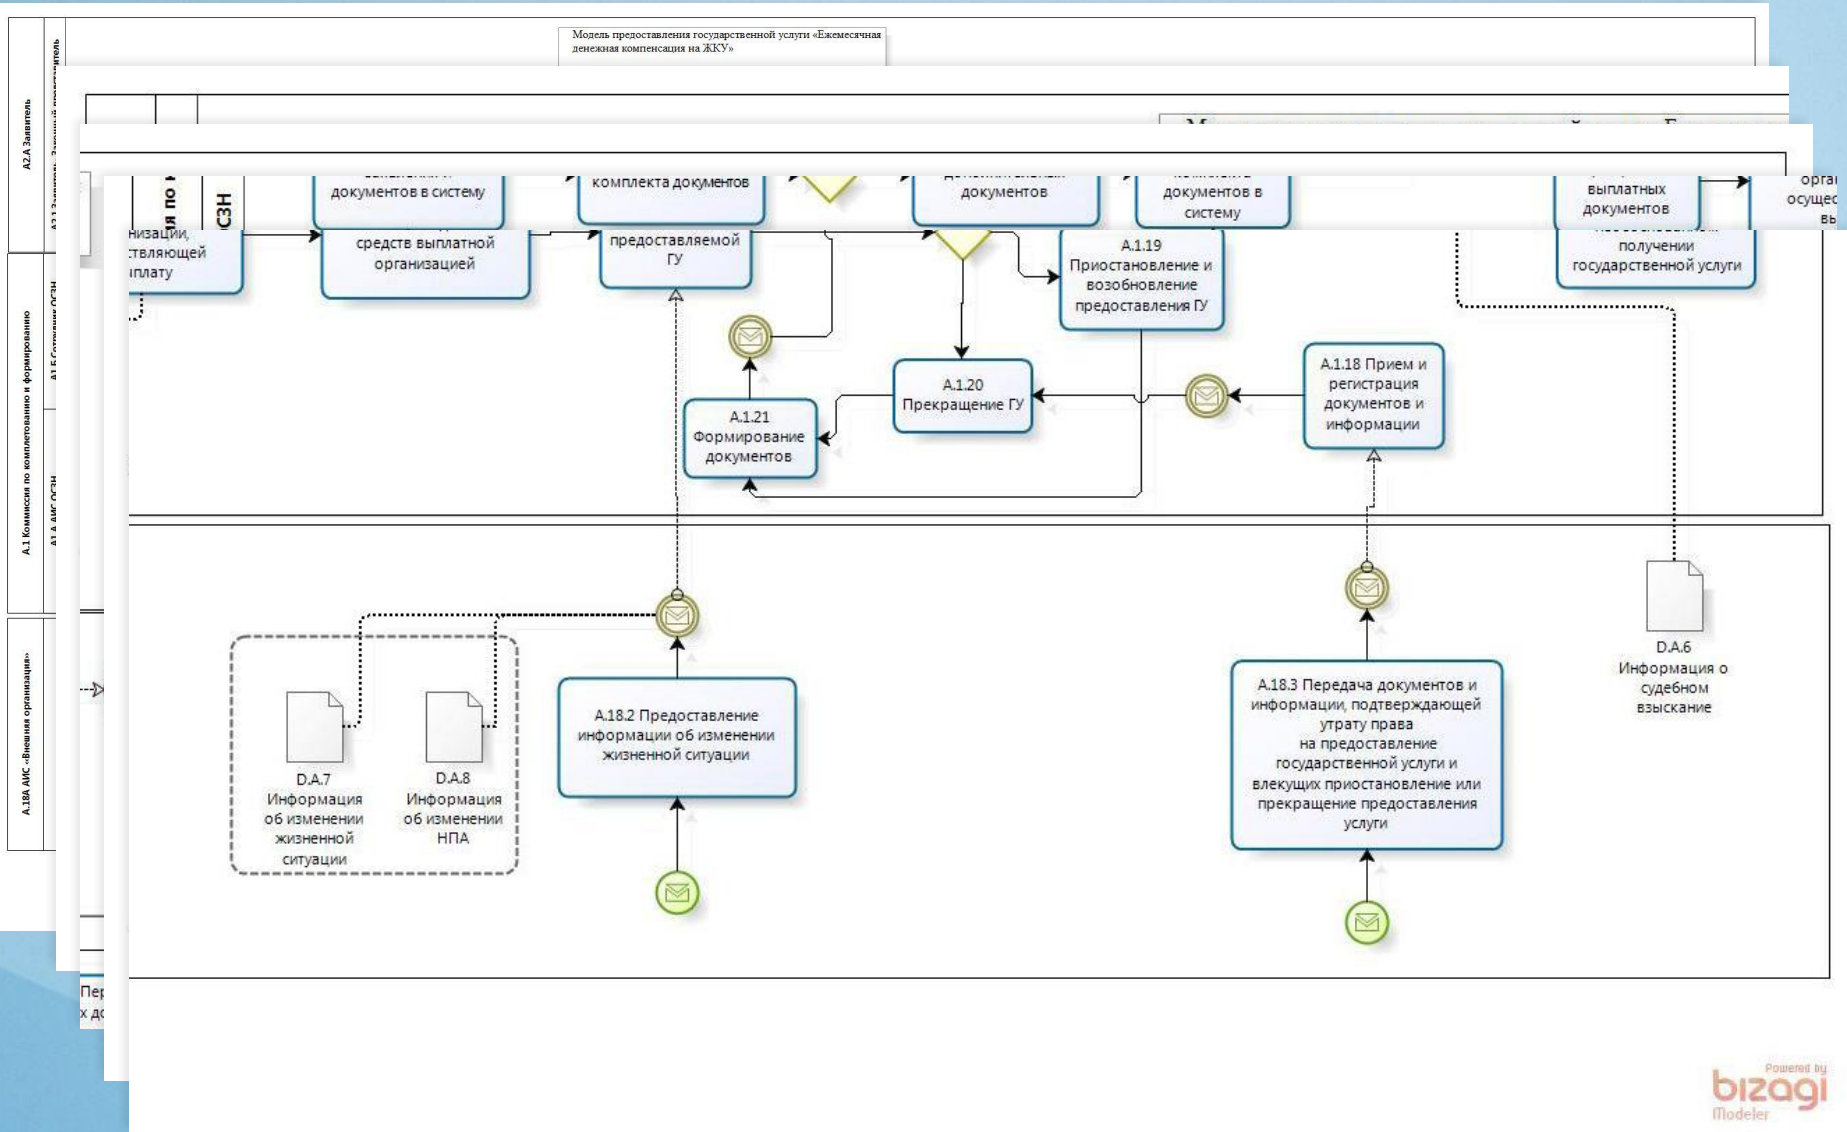 Модель предоставления государственной услуги «Ежемесячная
денежная компенсация на ЖКУ»
А2.А Заявитель
А.1 Комиссия по комплетованию и формированию
А1.А АИС ОСЗН
А.18А АИС «Внешняя организация»
документов в систему
комплекта документов
документов
документов в
систему
выплатных
документов
средств выплатной
организацией
предоставляемой
ГУ
А.1.19
Приостановление и
возобновление
предоставления ГУ
получении
государственной услуги
А.1.20
Прекращение ГУ
А.1.18 Прием и
регистрация
документов и
информации
А.1.21
Формирование
документов
D.A.6
Информация о
судебном
взыскание
А.18.2 Предоставление
информации об изменении
жизненной ситуации
А.18.3 Передача документов и
информации, подтверждающей
утрату права
на предоставление
государственной услуги и
влекущих приостановление или
прекращение предоставления
услуги
D.A.7
Информация
об изменении
жизненной
ситуации
D.A.8
Информация
об изменении
НПА
Powered by
bizagi
Modeler